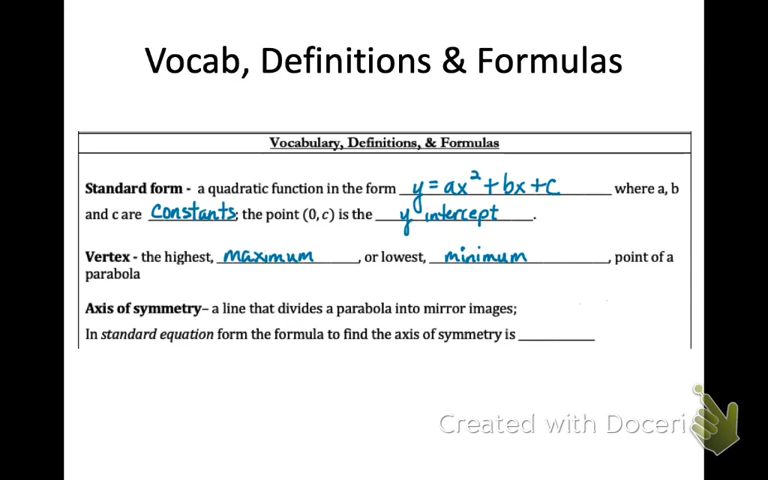 Vocab, Definitions & Formulas
Vocabulary, Definitions, & Formulas
Standard form - a quadratic function in the form y = ax² + bx + c where a, b
and c are constants; the point (0, c) is the y intercept.
Vertex - the highest, maximum, or lowest, minimum, point of a
parabola
Axis of symmetry– a line that divides a parabola into mirror images;
In standard equation form the formula to find the axis of symmetry is __________
Created with Doceri